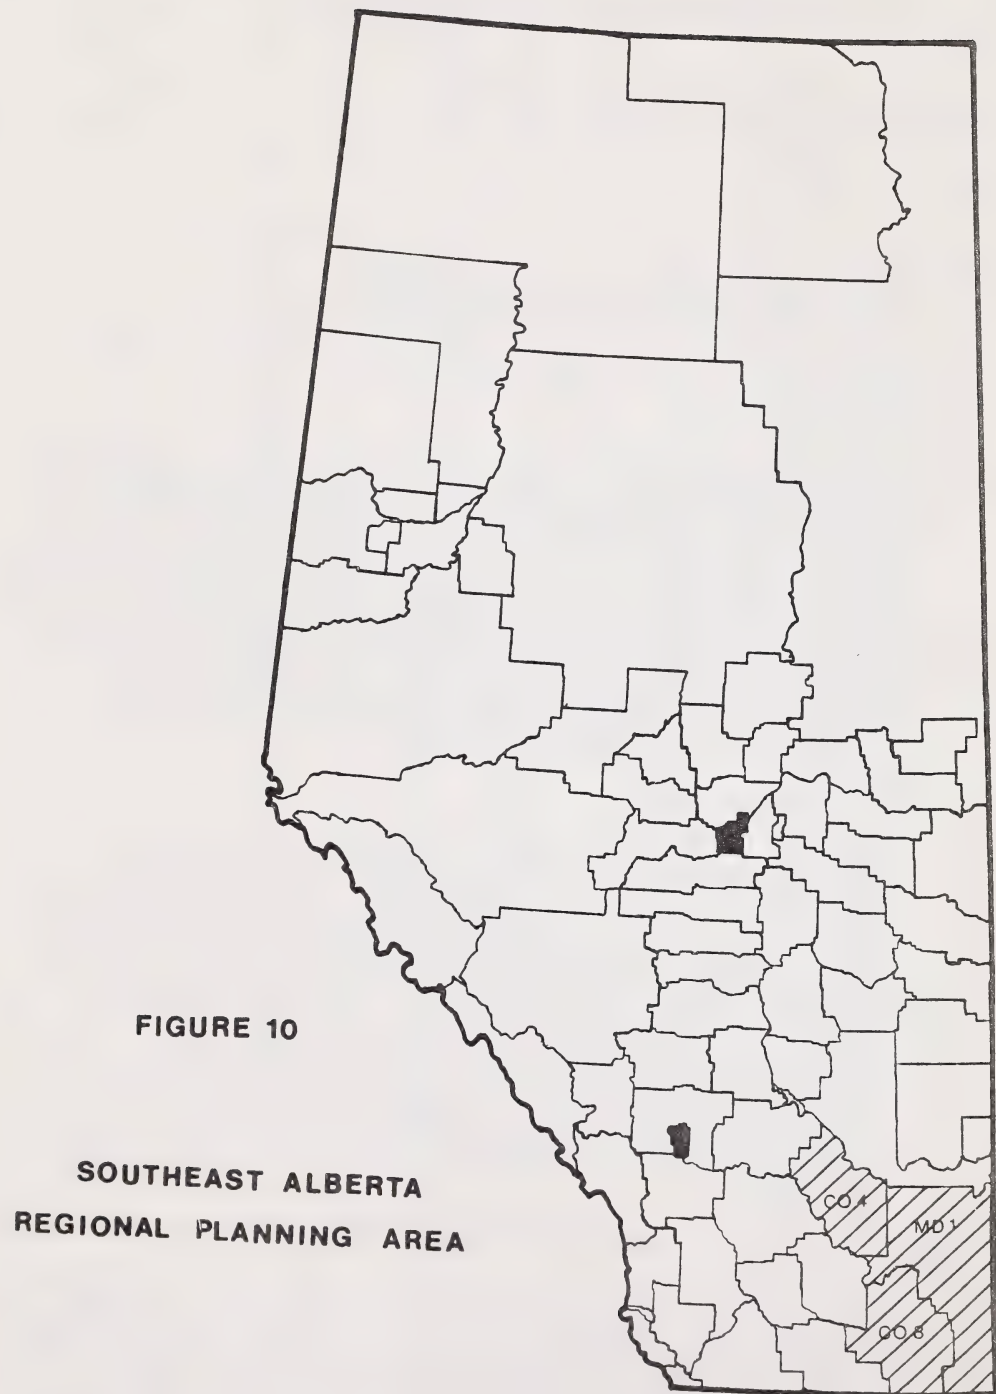 FIGURE 10
SOUTHEAST ALBERTA
REGIONAL PLANNING AREA
CO 4
MD 1
CO 8